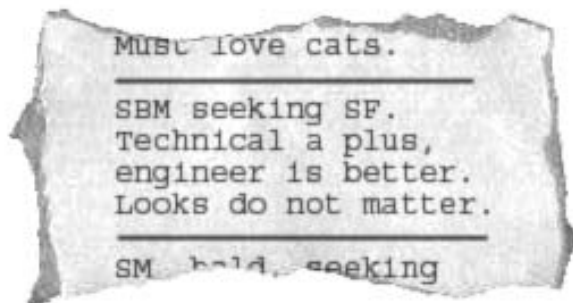 Must love cats.
SBM seeking SF.
Technical a plus,
engineer is better.
Looks do not matter.
SM, bald, seeking